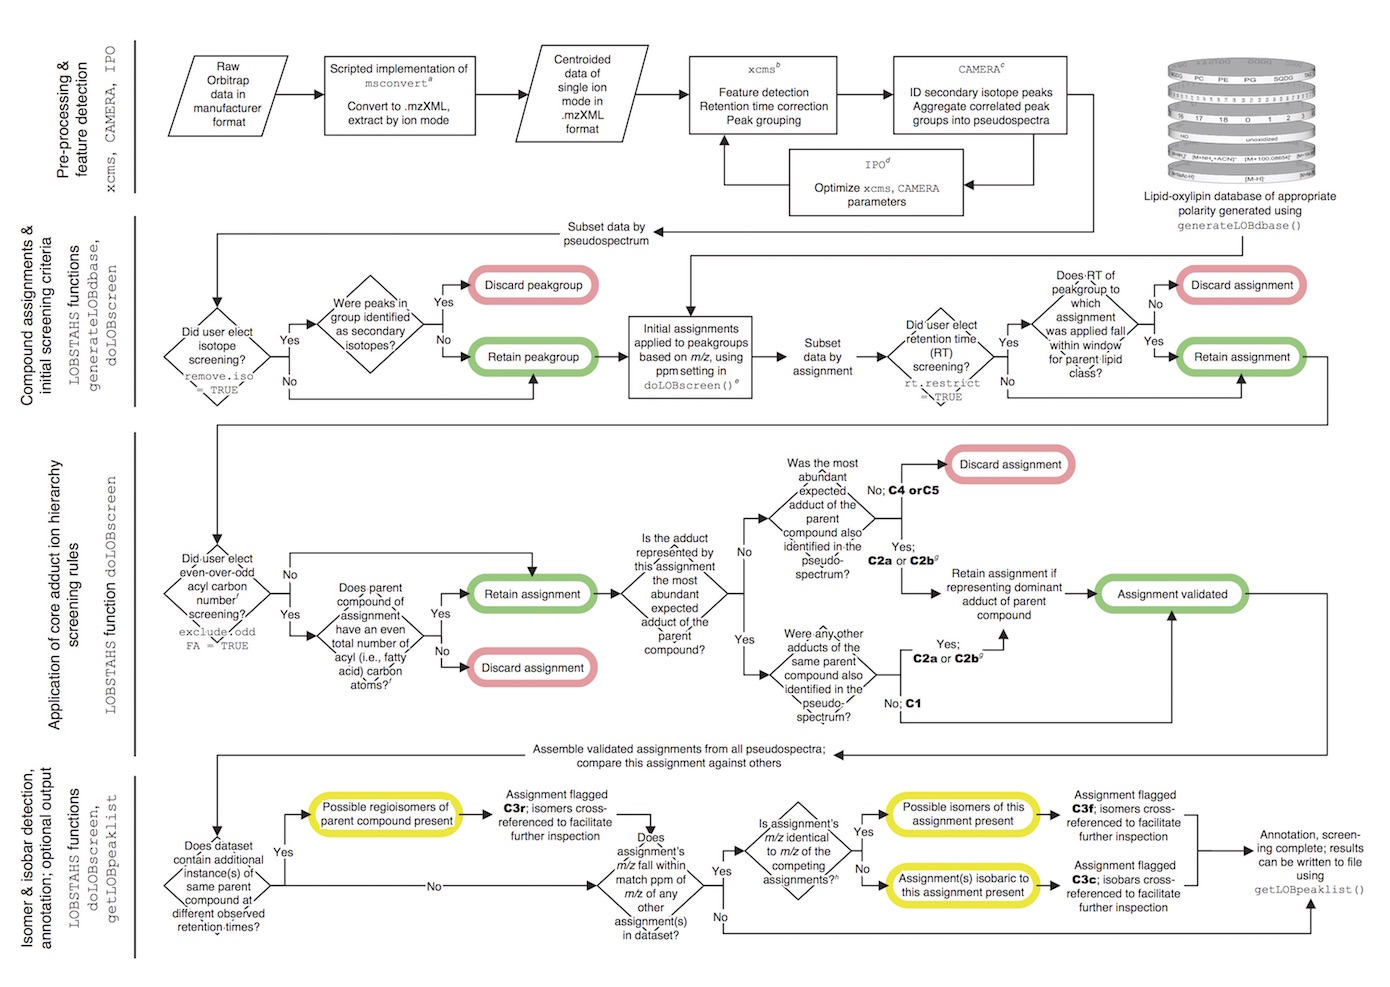 Pre-processing &
feature detection
xcms, CAMERA, IPO
Raw
Orbitrap
data in
manufacturer
format
Scripted implementation of
msconvert^a
Convert to .mzXML,
extract by ion mode
Centroided
data of
single ion
mode in
.mzXML
format
xcms^b
Feature detection
Retention time correction
Peak grouping
CAMERA^c
ID secondary isotope peaks
Aggregate correlated peak
groups into pseudospectra
IPO^d
Optimize xcms, CAMERA
parameters
PC PE PG SQDG
16 17 18 0 1 2 3
unoxidized
[M+100.08654]
[M-H]
Lipid-oxylipin database of appropriate
polarity generated using
generateLOBdbase()
Compound assignments &
initial screening criteria
LOBSTAHS functions
generateLOBdbase,
doLOBscreen
Subset data by
pseudospectrum
Did user elect
isotope
screening?
remove.iso
= TRUE
Yes
No
Were peaks in
group identified
as secondary
isotopes?
Yes
No
Discard peakgroup
Retain peakgroup
Initial assignments
applied to peakgroups
based on m/z, using
ppm setting in
doLOBscreen()^e
Subset
data by
assignment
Did user elect
retention time
(RT)
screening?
rt.restrict
= TRUE
Yes
No
Does RT of
peakgroup to
which
assignment
was applied fall
within window
for parent lipid
class?
No
Yes
Discard assignment
Retain assignment
Application of core adduct ion hierarchy
screening rules
LOBSTAHS function doLOBscreen
Did user elect
even-over-odd
acyl carbon
number^f
screening?
exclude.odd
FA = TRUE
No
Yes
Does parent
compound of
assignment
have an even
total number of
acyl (i.e., fatty
acid) carbon
atoms?^f
Yes
No
Retain assignment
Discard assignment
Is the adduct
represented by
this assignment
the most
abundant
expected
adduct of the
parent
compound?
No
Yes
Was the most
abundant
expected
adduct of the
parent
compound also
identified in the
pseudo-
spectrum?
No; C4 orC5
Discard assignment
Yes;
C2a or C2b^g
Were any other
adducts of the
same parent
compound also
identified in the
pseudo-
spectrum?
Yes;
C2a or C2b^g
No; C1
Retain assignment if
representing dominant
adduct of parent
compound
Assignment validated
Isomer & isobar detection,
annotation; optional output
LOBSTAHS functions
doLOBscreen,
getLOBpeaklist
Assemble validated assignments from all pseudospectra;
compare this assignment against others
Does dataset
contain additional
instance(s) of
same parent
compound at
different observed
retention times?
Yes
No
Possible regioisomers of
parent compound present
Assignment flagged
C3r; isomers cross-
referenced to facilitate
further inspection
Does
assignment's
m/z fall within
match ppm of
m/z of any
other
assignment(s)
in dataset?
Yes
No
Is assignment's
m/z identical
to m/z of the
competing
assignments?^h
Yes
No
Possible isomers of this
assignment present
Assignment(s) isobaric to
this assignment present
Assignment flagged
C3f; isomers cross-
referenced to facilitate
further inspection
Assignment flagged
C3c; isobars cross-
referenced to facilitate
further inspection
Annotation, screen-
ing complete; results
can be written to file
using
getLOBpeaklist()